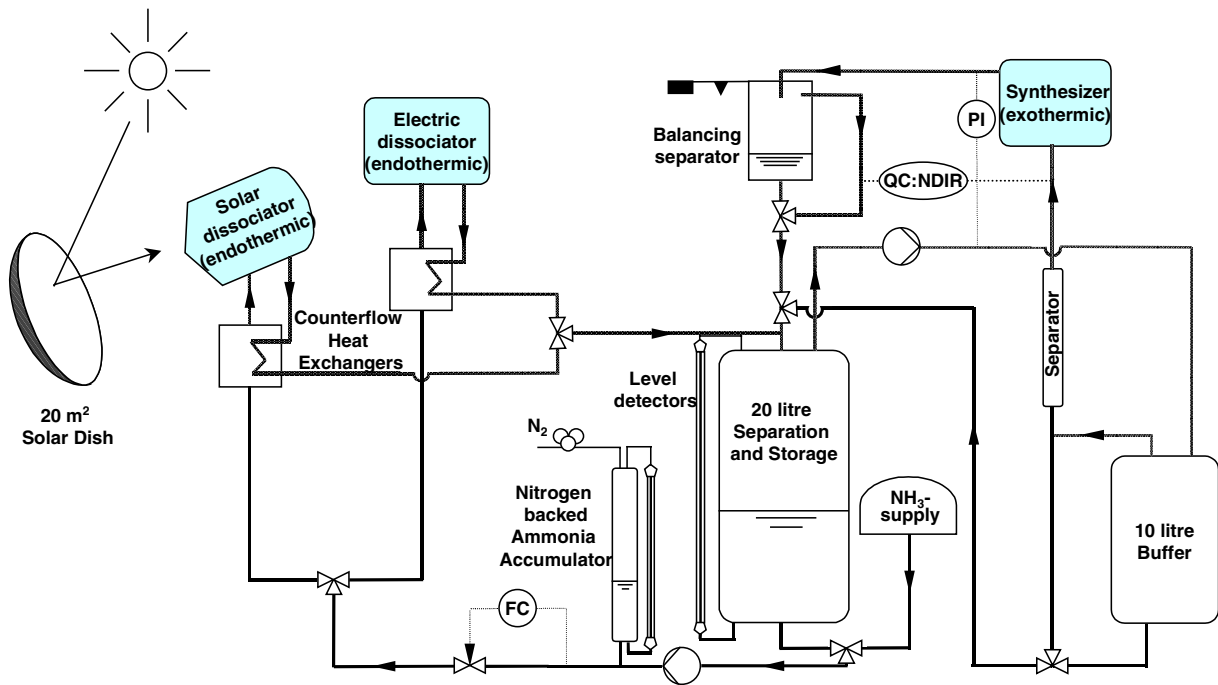 Electric
dissociator
(endothermic)
Solar
dissociator
(endothermic)
20 m²
Solar Dish
Counterflow
Heat
Exchangers
Balancing
separator
Synthesizer
(exothermic)
PI
QC:NDIR
Separator
Level
detectors
20 litre
Separation
and Storage
N₂
Nitrogen
backed
Ammonia
Accumulator
NH₃-
supply
10 litre
Buffer
FC